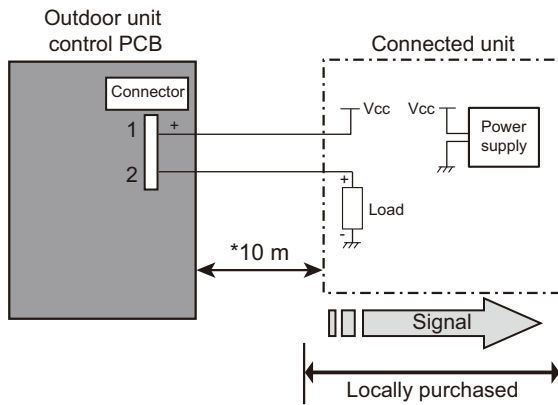 Outdoor unit
control PCB
Connected unit
Connector
1
+
Vcc
Vcc
Power
supply
2
+
Load
-
*10 m
Signal
Locally purchased